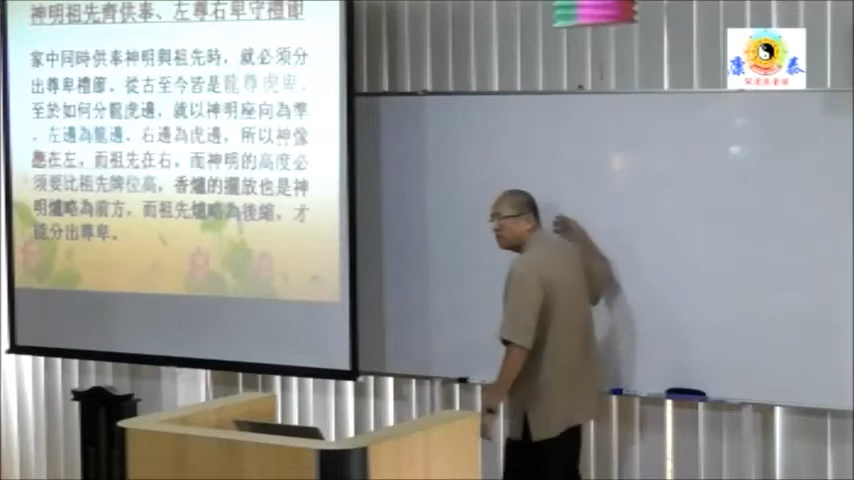 神明祖先齊供奉、左尊右卑守禮節
家中同時供奉神明與祖先時，就必須分
出尊卑禮節。從古至今皆是龍尊虎卑，
至於如何分龍虎邊，就以神明座向為準
，左邊為龍邊、右邊為虎邊，所以神像
應在左，而祖先在右，而神明的高度必
須要比祖先牌位高，香爐的擺放也是神
明爐略為前方，而祖先爐略為後縮，才
能分出尊卑。
康 泰